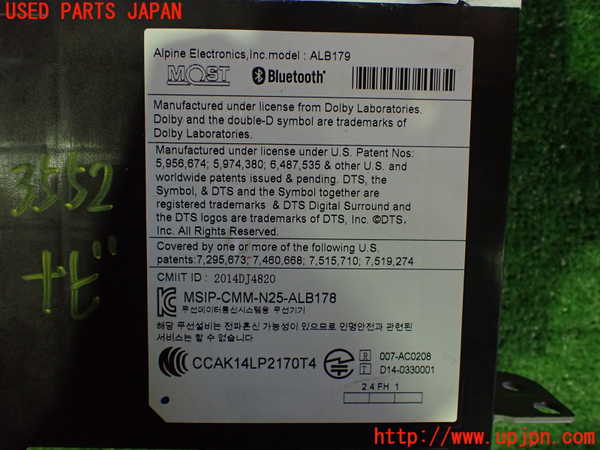 USED PARTS JAPAN
Alpine Electronics,Inc.model : ALB179
MOST Bluetooth®
Manufactured under license from Dolby Laboratories.
Dolby and the double-D symbol are trademarks of
Dolby Laboratories.
Manufactured under license under U.S. Patent Nos:
5,956,674; 5,974,380; 6,487,535 & other U.S. and
worldwide patents issued & pending. DTS, the
Symbol, & DTS and the Symbol together are
registered trademarks & DTS Digital Surround and
the DTS logos are trademarks of DTS, Inc. ©DTS,
Inc. All Rights Reserved.
Covered by one or more of the following U.S.
patents:7,295,673; 7,460,668; 7,515,710; 7,519,274
CMIIT ID : 2014DJ4820
MSIP-CMM-N25-ALB178
무선데이터통신시스템용 무선기기
해당 무선설비는 전파혼신 가능성이 있으므로 인명안전과 관련된
서비스는 할 수 없습니다.
CCAK14LP2170T4
R 007-AC0208
T D14-0330001
2.4 FH 1
3552
ナビ
http://www.upjpn.com